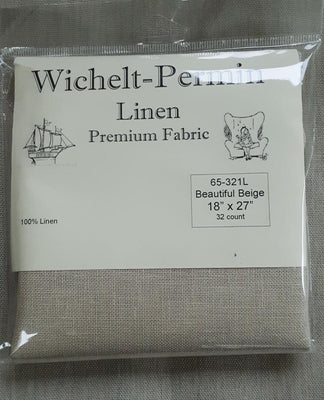 Wichelt-Permin
Linen
Premium Fabric
65-321L
Beautiful Beige
18" x 27"
32 count
100% Linen